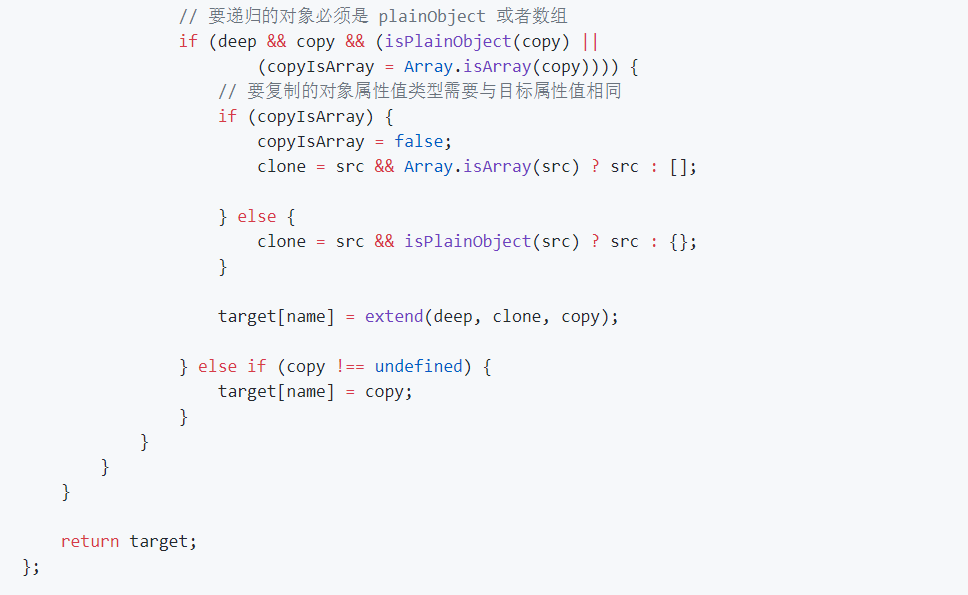 // 要递归的对象必须是 plainObject 或者数组
if (deep && copy && (isPlainObject(copy) ||
(copyIsArray = Array.isArray(copy)))) {
// 要复制的对象属性值类型需要与目标属性值相同
if (copyIsArray) {
copyIsArray = false;
clone = src && Array.isArray(src) ? src : [];
} else {
clone = src && isPlainObject(src) ? src : {};
}
target[name] = extend(deep, clone, copy);
} else if (copy !== undefined) {
target[name] = copy;
}
}
}
}
return target;
};